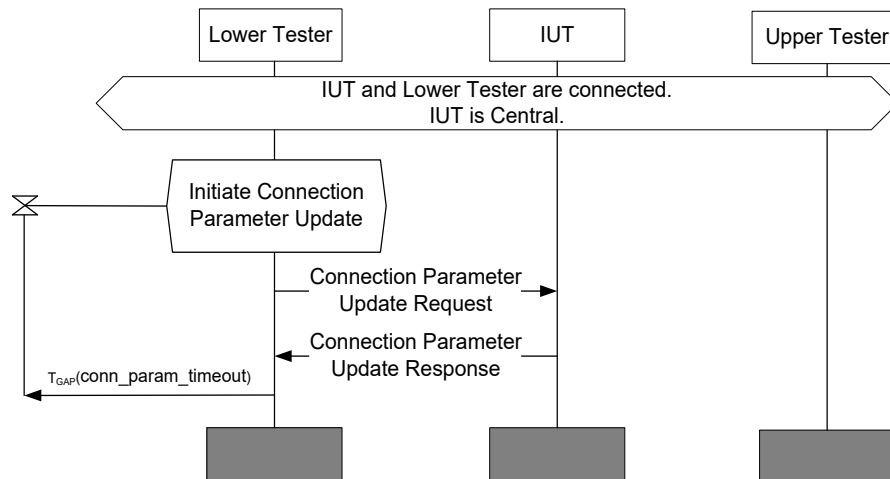 Lower Tester
IUT
Upper Tester
IUT and Lower Tester are connected.
IUT is Central.
Initiate Connection
Parameter Update
Connection Parameter
Update Request
Connection Parameter
Update Response
TGAP(conn_param_timeout)